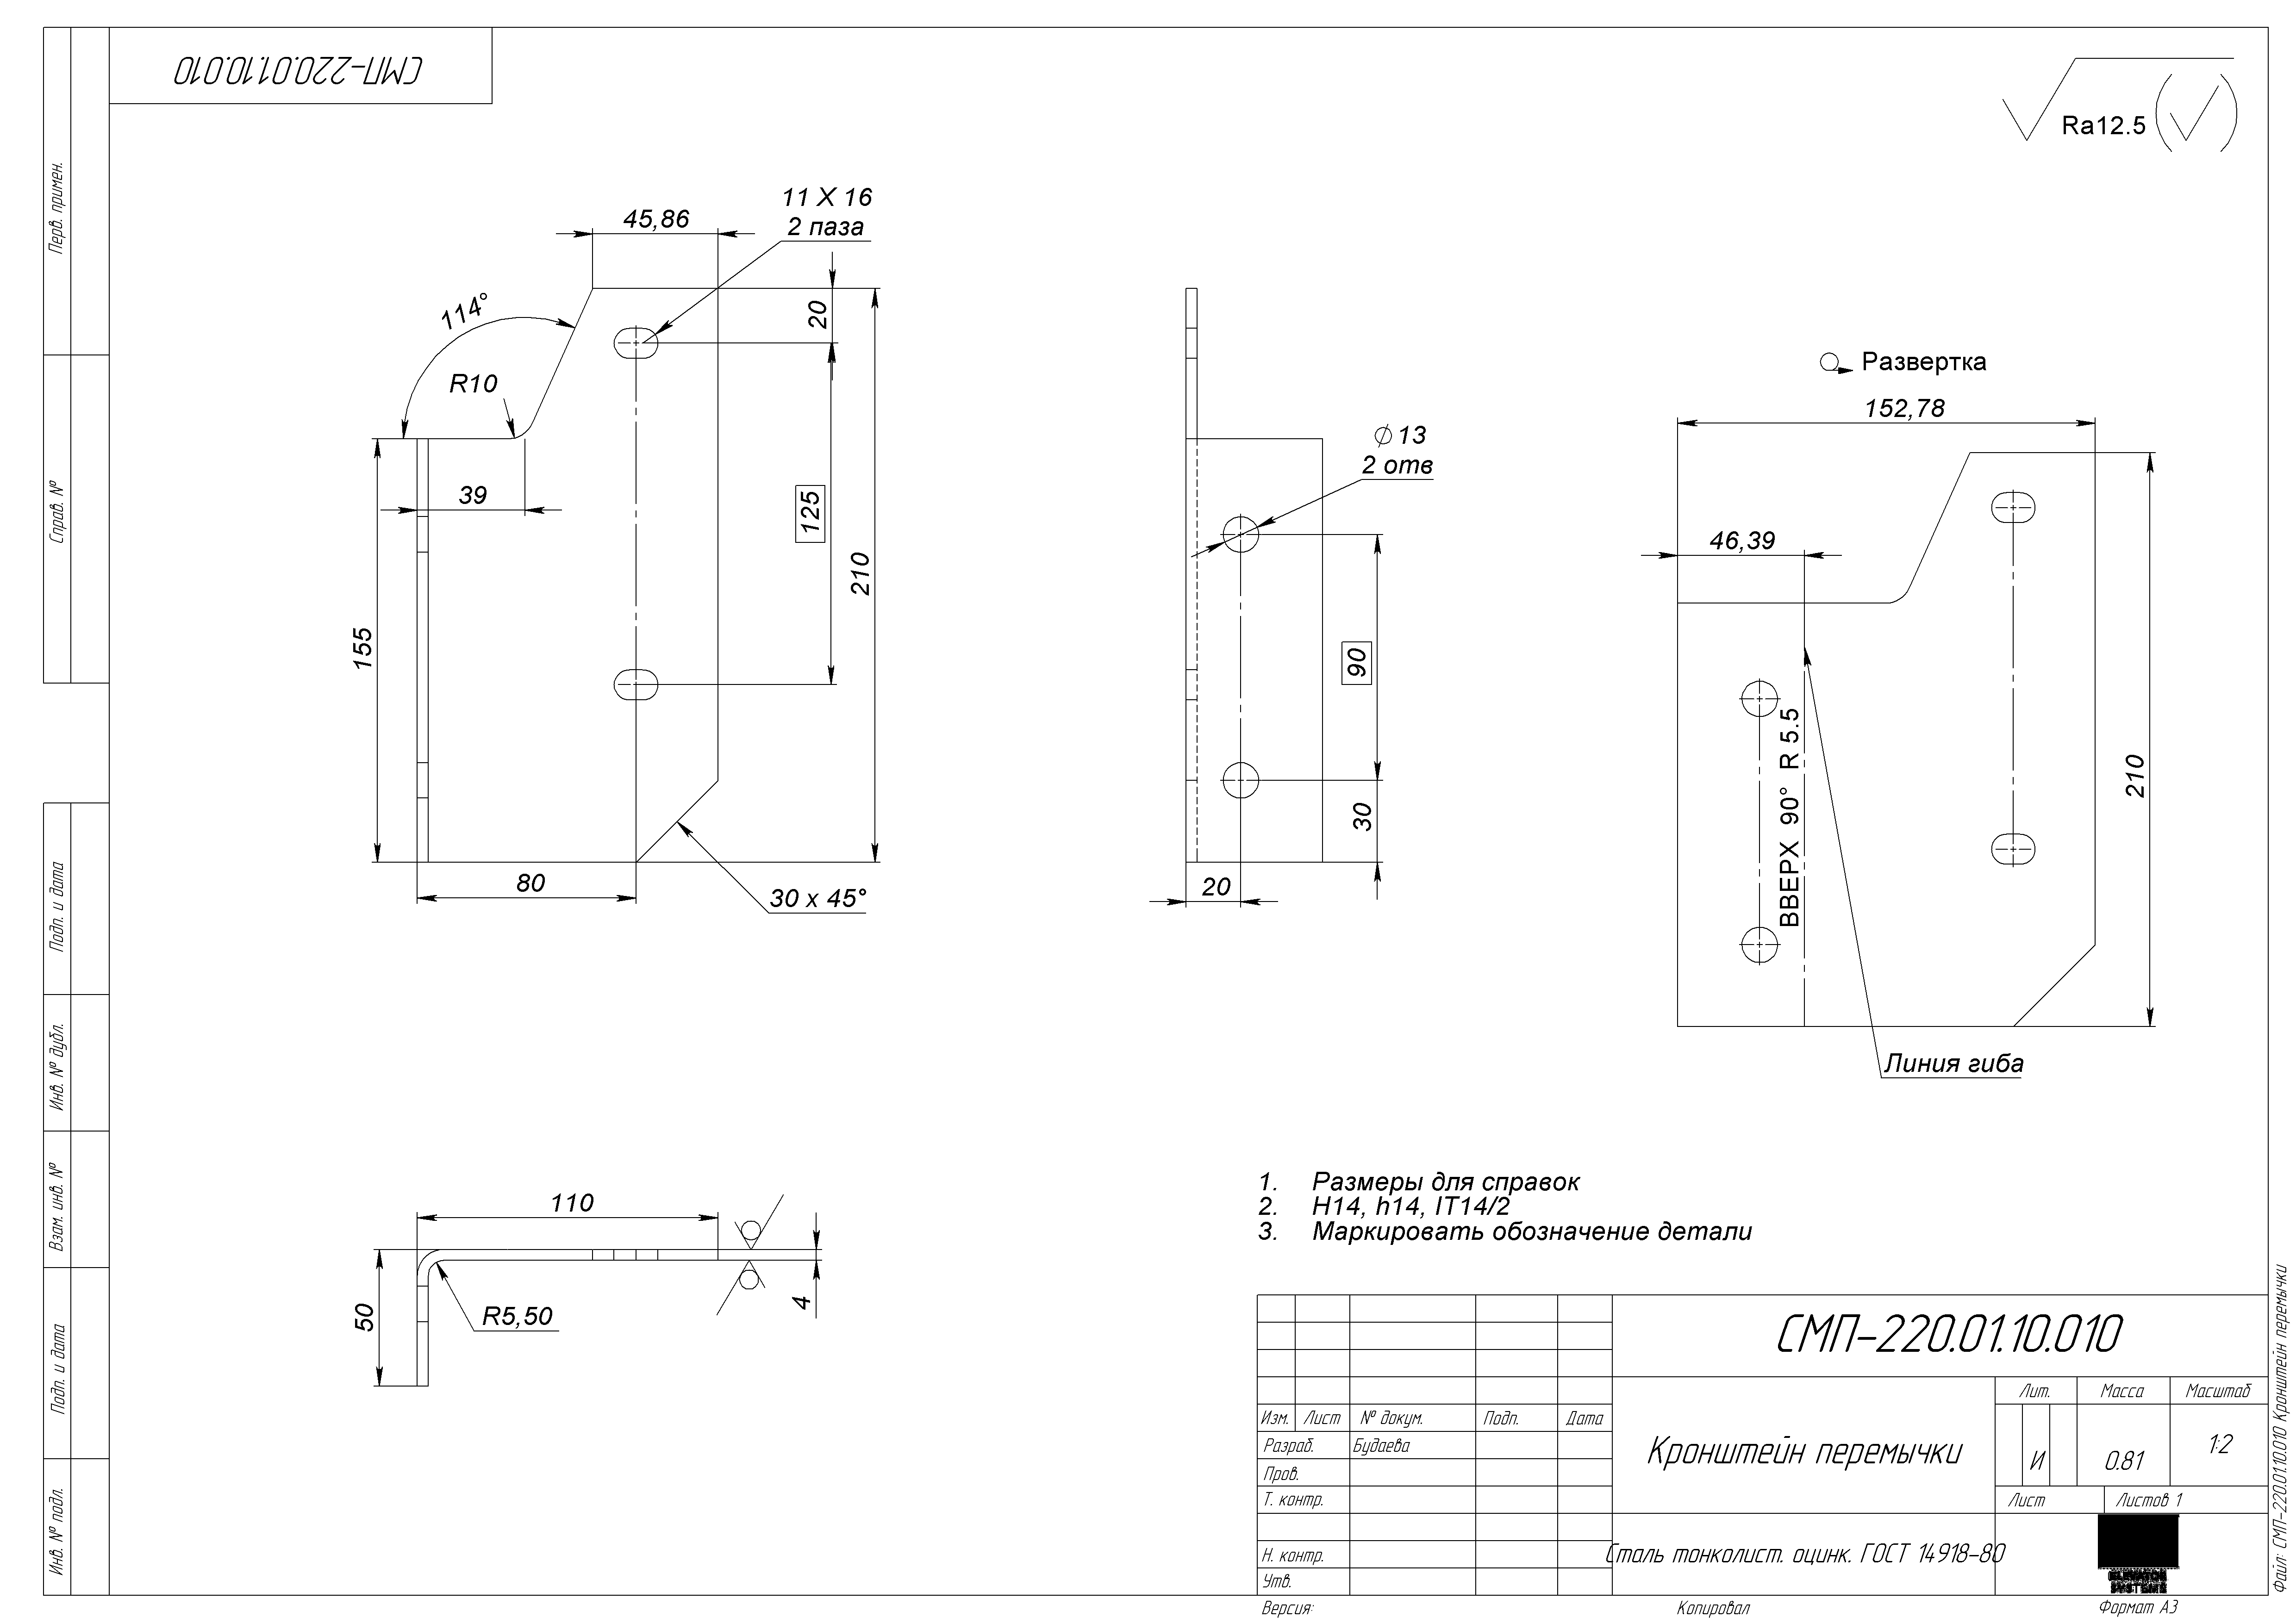 СМП-220.01.10.010
Перв. примен.
Справ. №
Подп. и дата
Инв. № дубл.
Взам. инв. №
Подп. и дата
Инв. № подл.
Ra12.5
11 X 16
2 паза
45,86
20
114°
R10
39
125
210
155
80
30 x 45°
⌀13
2 отв
90
30
20
Развертка
152,78
46,39
ВВЕРХ 90° R 5.5
210
Линия гиба
110
50
R5,50
4
1. Размеры для справок
2. H14, h14, IT14/2
3. Маркировать обозначение детали
СМП-220.01.10.010
Изм. Лист № докум. Подп. Дата
Разраб. Будаева
Пров.
Т. контр.
Н. контр.
Утв.
Кронштейн перемычки
Лит. Масса Масштаб
И 0.81 1:2
Лист Листов 1
Сталь тонколист. оцинк. ГОСТ 14918-80
ELEVATOR
SYSTEMS
Версия: Копировал Формат А3
Файл: СМП-220.01.10.010 Кронштейн перемычки